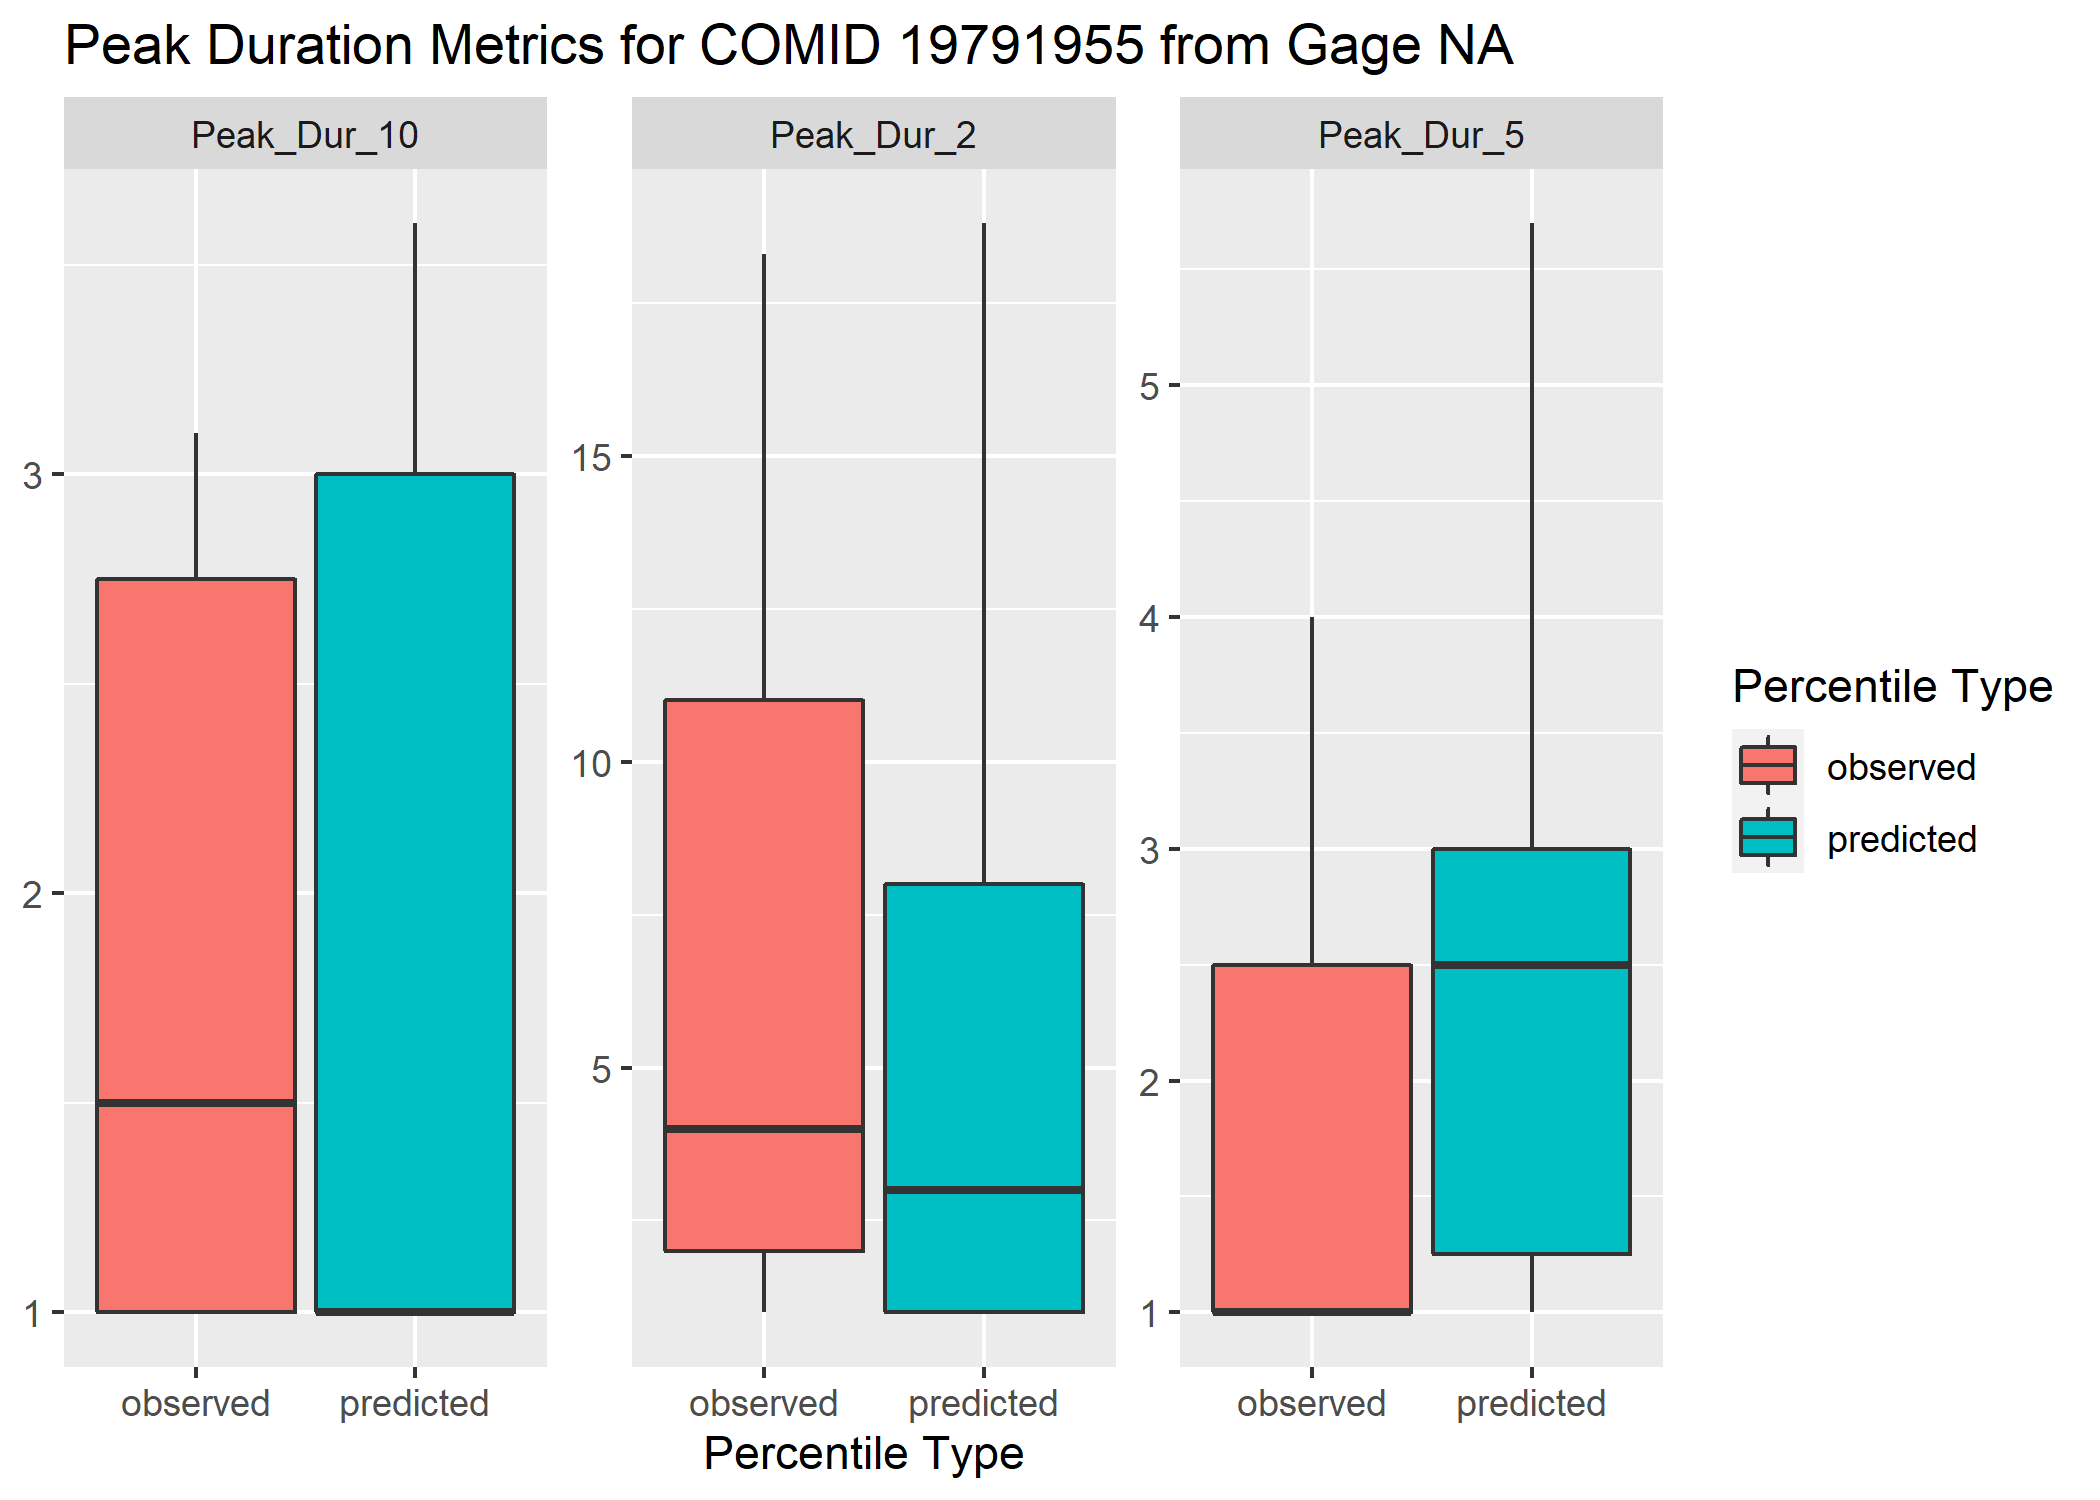 Peak Duration Metrics for COMID 19791955 from Gage NA
Peak_Dur_10
Peak_Dur_2
Peak_Dur_5
3
2
1
15
10
5
5
4
3
2
1
observed
predicted
observed
predicted
observed
predicted
Percentile Type
Percentile Type
observed
predicted